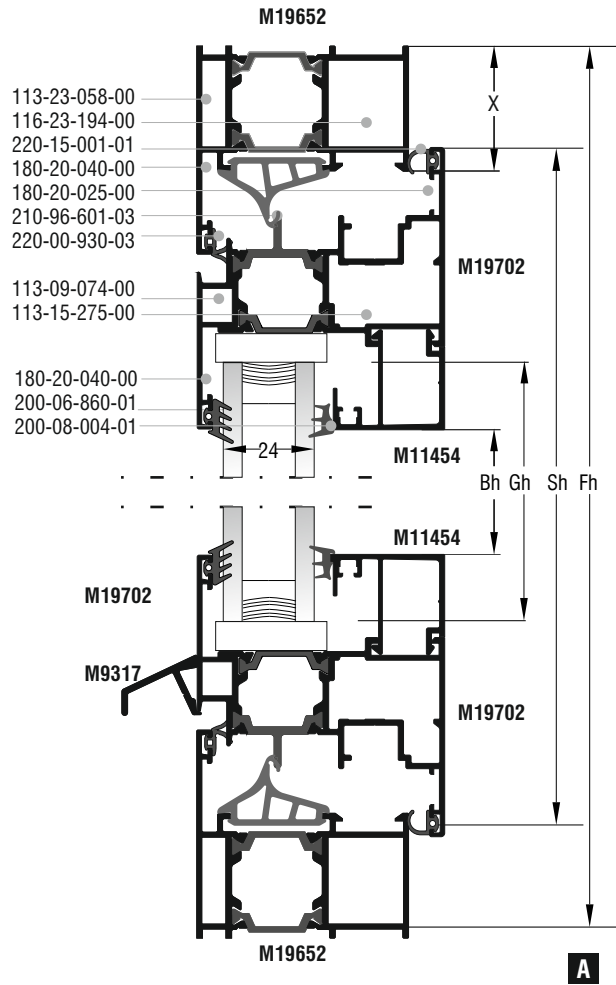 M19652
113-23-058-00
116-23-194-00
220-15-001-01
180-20-040-00
180-20-025-00
210-96-601-03
220-00-930-03
X
M19702
113-09-074-00
113-15-275-00
180-20-040-00
200-06-860-01
200-08-004-01
24
M11454
Bh Gh Sh Fh
M11454
M19702
M9317
M19702
M19652
A